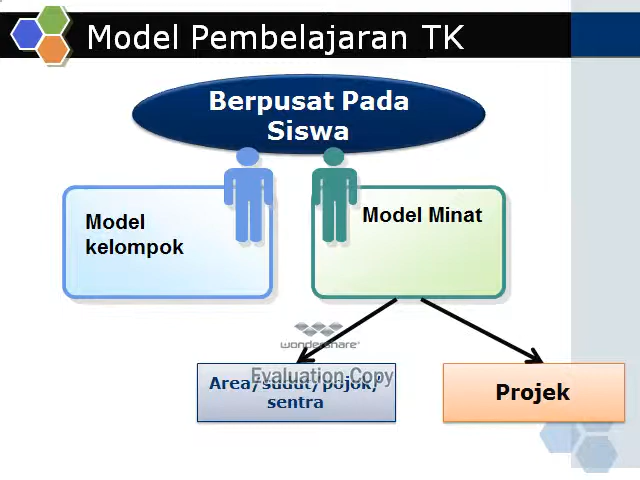 Model Pembelajaran TK
Berpusat Pada
Siswa
Model
kelompok
Model Minat
wondershare
Evaluation Copy
Area/sudut/pojok/
sentra
Projek